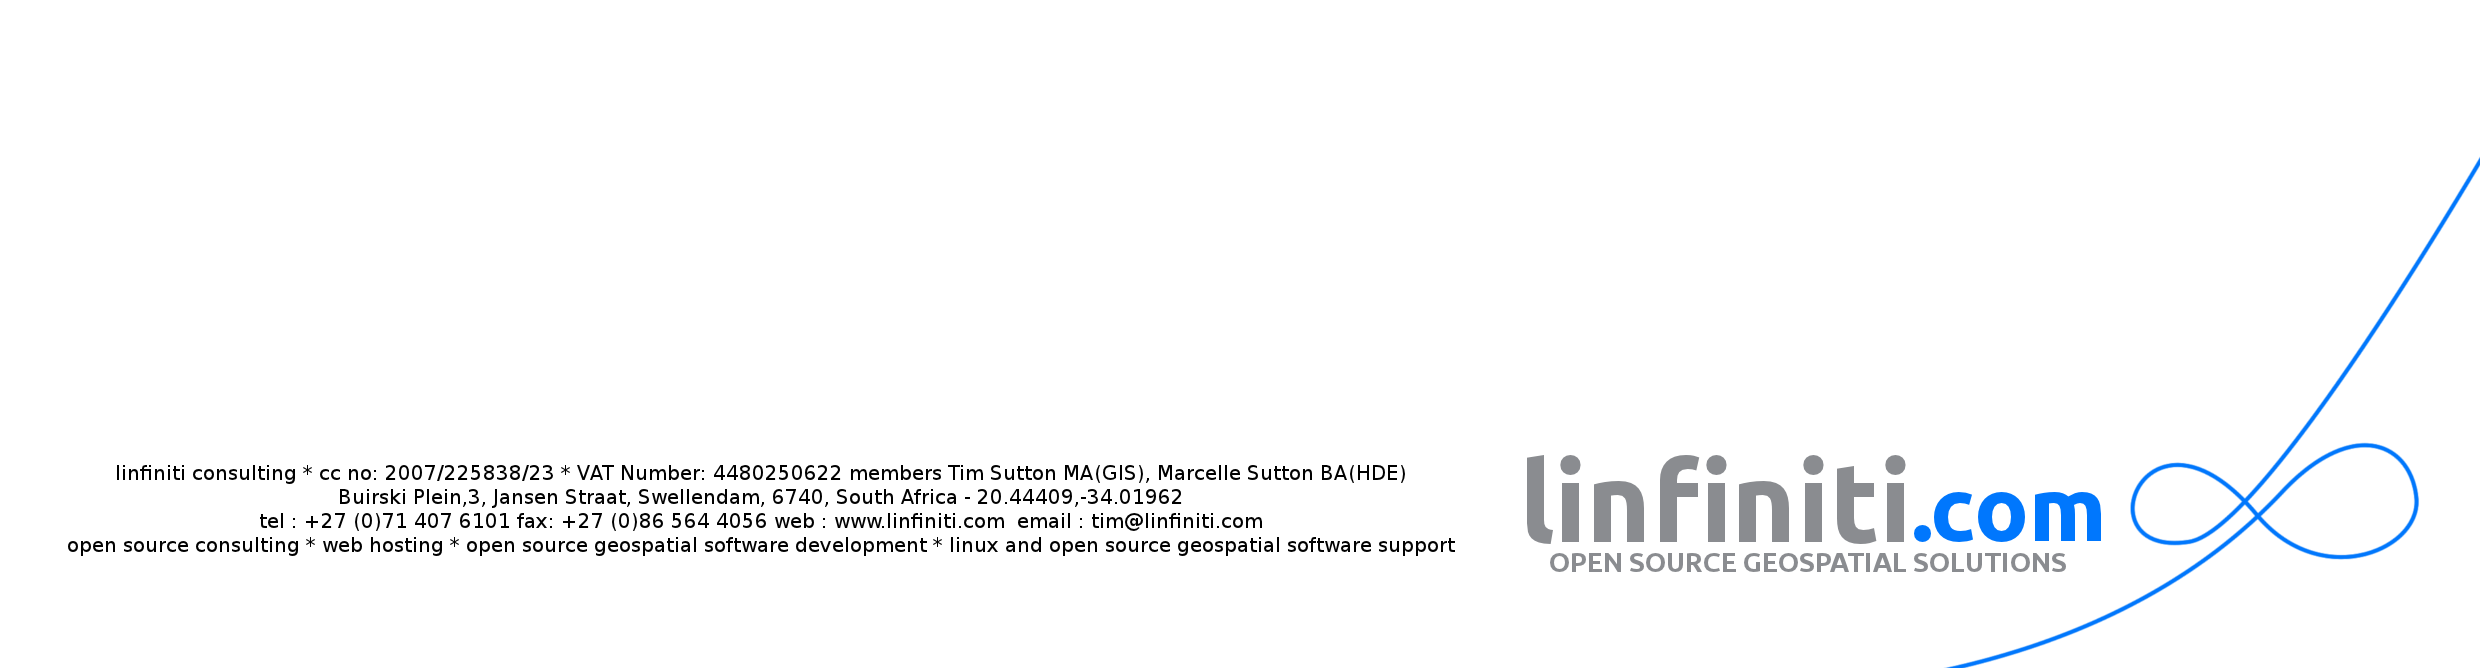 linfiniti consulting * cc no: 2007/225838/23 * VAT Number: 4480250622 members Tim Sutton MA(GIS), Marcelle Sutton BA(HDE)
Buirski Plein,3, Jansen Straat, Swellendam, 6740, South Africa - 20.44409,-34.01962
tel : +27 (0)71 407 6101 fax: +27 (0)86 564 4056 web : www.linfiniti.com  email : tim@linfiniti.com
open source consulting * web hosting * open source geospatial software development * linux and open source geospatial software support
linfiniti.com
OPEN SOURCE GEOSPATIAL SOLUTIONS